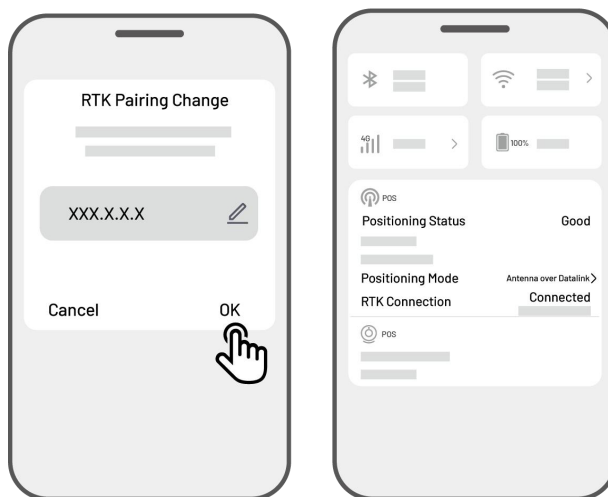 RTK Pairing Change
XXX.X.X.X
Cancel OK
4G
100%
POS
Positioning Status Good
Positioning Mode Antenna over Datalink
RTK Connection Connected
POS